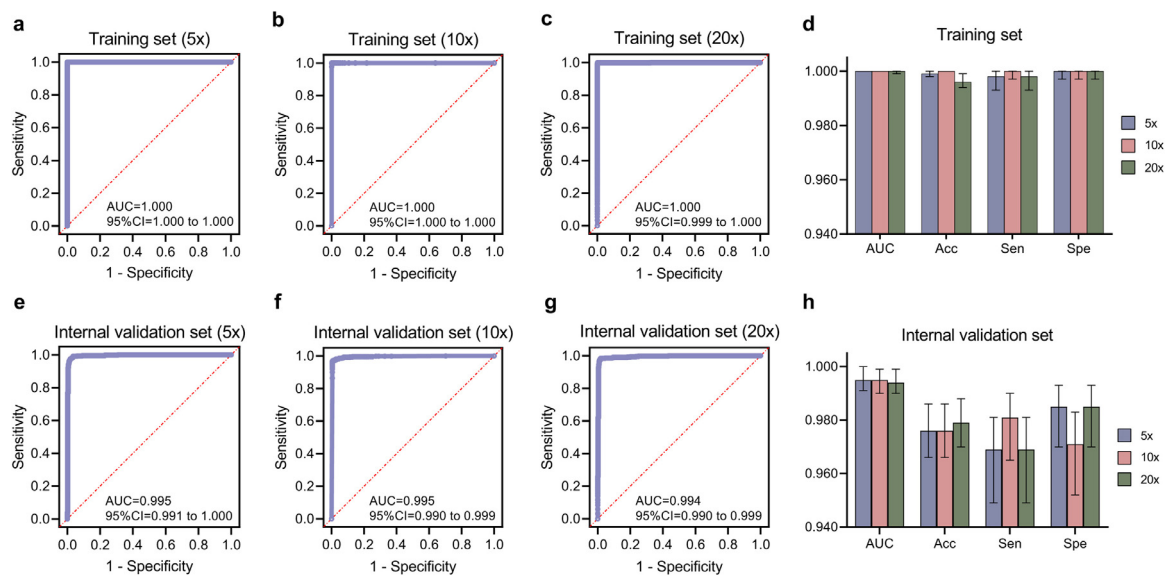 a
Training set (5x)
1.0
0.8
0.6
0.4
0.2
0.0
Sensitivity
AUC=1.000
95%CI=1.000 to 1.000
0.0 0.2 0.4 0.6 0.8 1.0
1 - Specificity
b
Training set (10x)
1.0
0.8
0.6
0.4
0.2
0.0
Sensitivity
AUC=1.000
95%CI=1.000 to 1.000
0.0 0.2 0.4 0.6 0.8 1.0
1 - Specificity
c
Training set (20x)
1.0
0.8
0.6
0.4
0.2
0.0
Sensitivity
AUC=1.000
95%CI=0.999 to 1.000
0.0 0.2 0.4 0.6 0.8 1.0
1 - Specificity
d
Training set
1.000
0.980
0.960
0.940
AUC Acc Sen Spe
5x
10x
20x
e
Internal validation set (5x)
1.0
0.8
0.6
0.4
0.2
0.0
Sensitivity
AUC=0.995
95%CI=0.991 to 1.000
0.0 0.2 0.4 0.6 0.8 1.0
1 - Specificity
f
Internal validation set (10x)
1.0
0.8
0.6
0.4
0.2
0.0
Sensitivity
AUC=0.995
95%CI=0.990 to 0.999
0.0 0.2 0.4 0.6 0.8 1.0
1 - Specificity
g
Internal validation set (20x)
1.0
0.8
0.6
0.4
0.2
0.0
Sensitivity
AUC=0.994
95%CI=0.990 to 0.999
0.0 0.2 0.4 0.6 0.8 1.0
1 - Specificity
h
Internal validation set
1.000
0.980
0.960
0.940
AUC Acc Sen Spe
5x
10x
20x